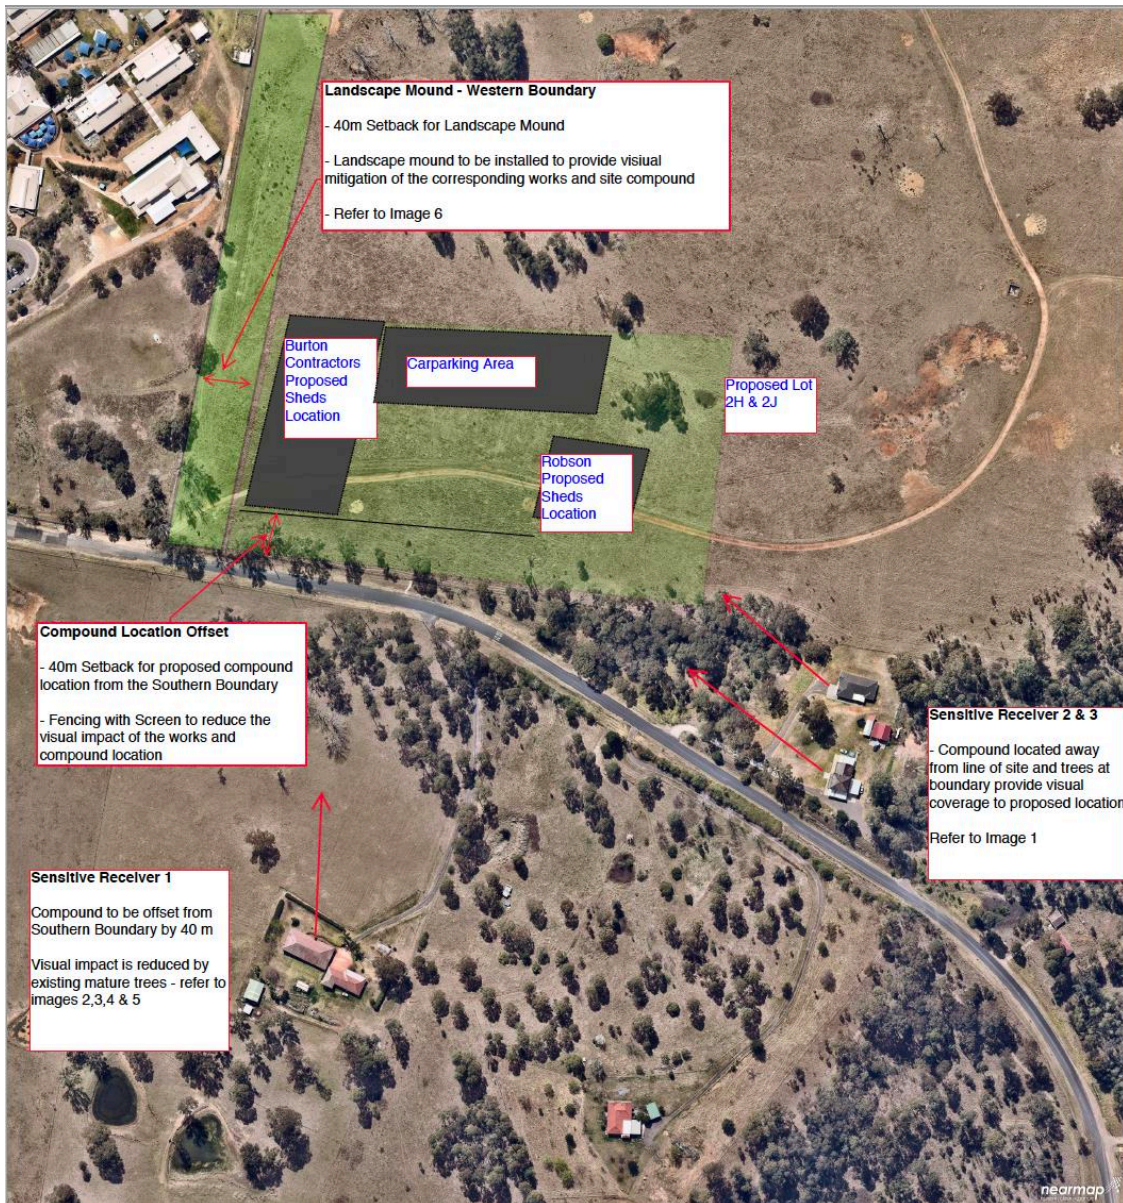 Landscape Mound - Western Boundary
- 40m Setback for Landscape Mound
- Landscape mound to be installed to provide visiual
mitigation of the corresponding works and site compound
- Refer to Image 6
Burton
Contractors
Proposed
Sheds
Location
Carparking Area
Proposed Lot
2H & 2J
Robson
Proposed
Sheds
Location
Compound Location Offset
- 40m Setback for proposed compound
location from the Southern Boundary
- Fencing with Screen to reduce the
visual impact of the works and
compound location
Sensitive Receiver 2 & 3
- Compound located away
from line of site and trees at
boundary provide visual
coverage to proposed location
Refer to Image 1
Sensitive Receiver 1
Compound to be offset from
Southern Boundary by 40 m
Visual impact is reduced by
existing mature trees - refer to
images 2,3,4 & 5
nearmap